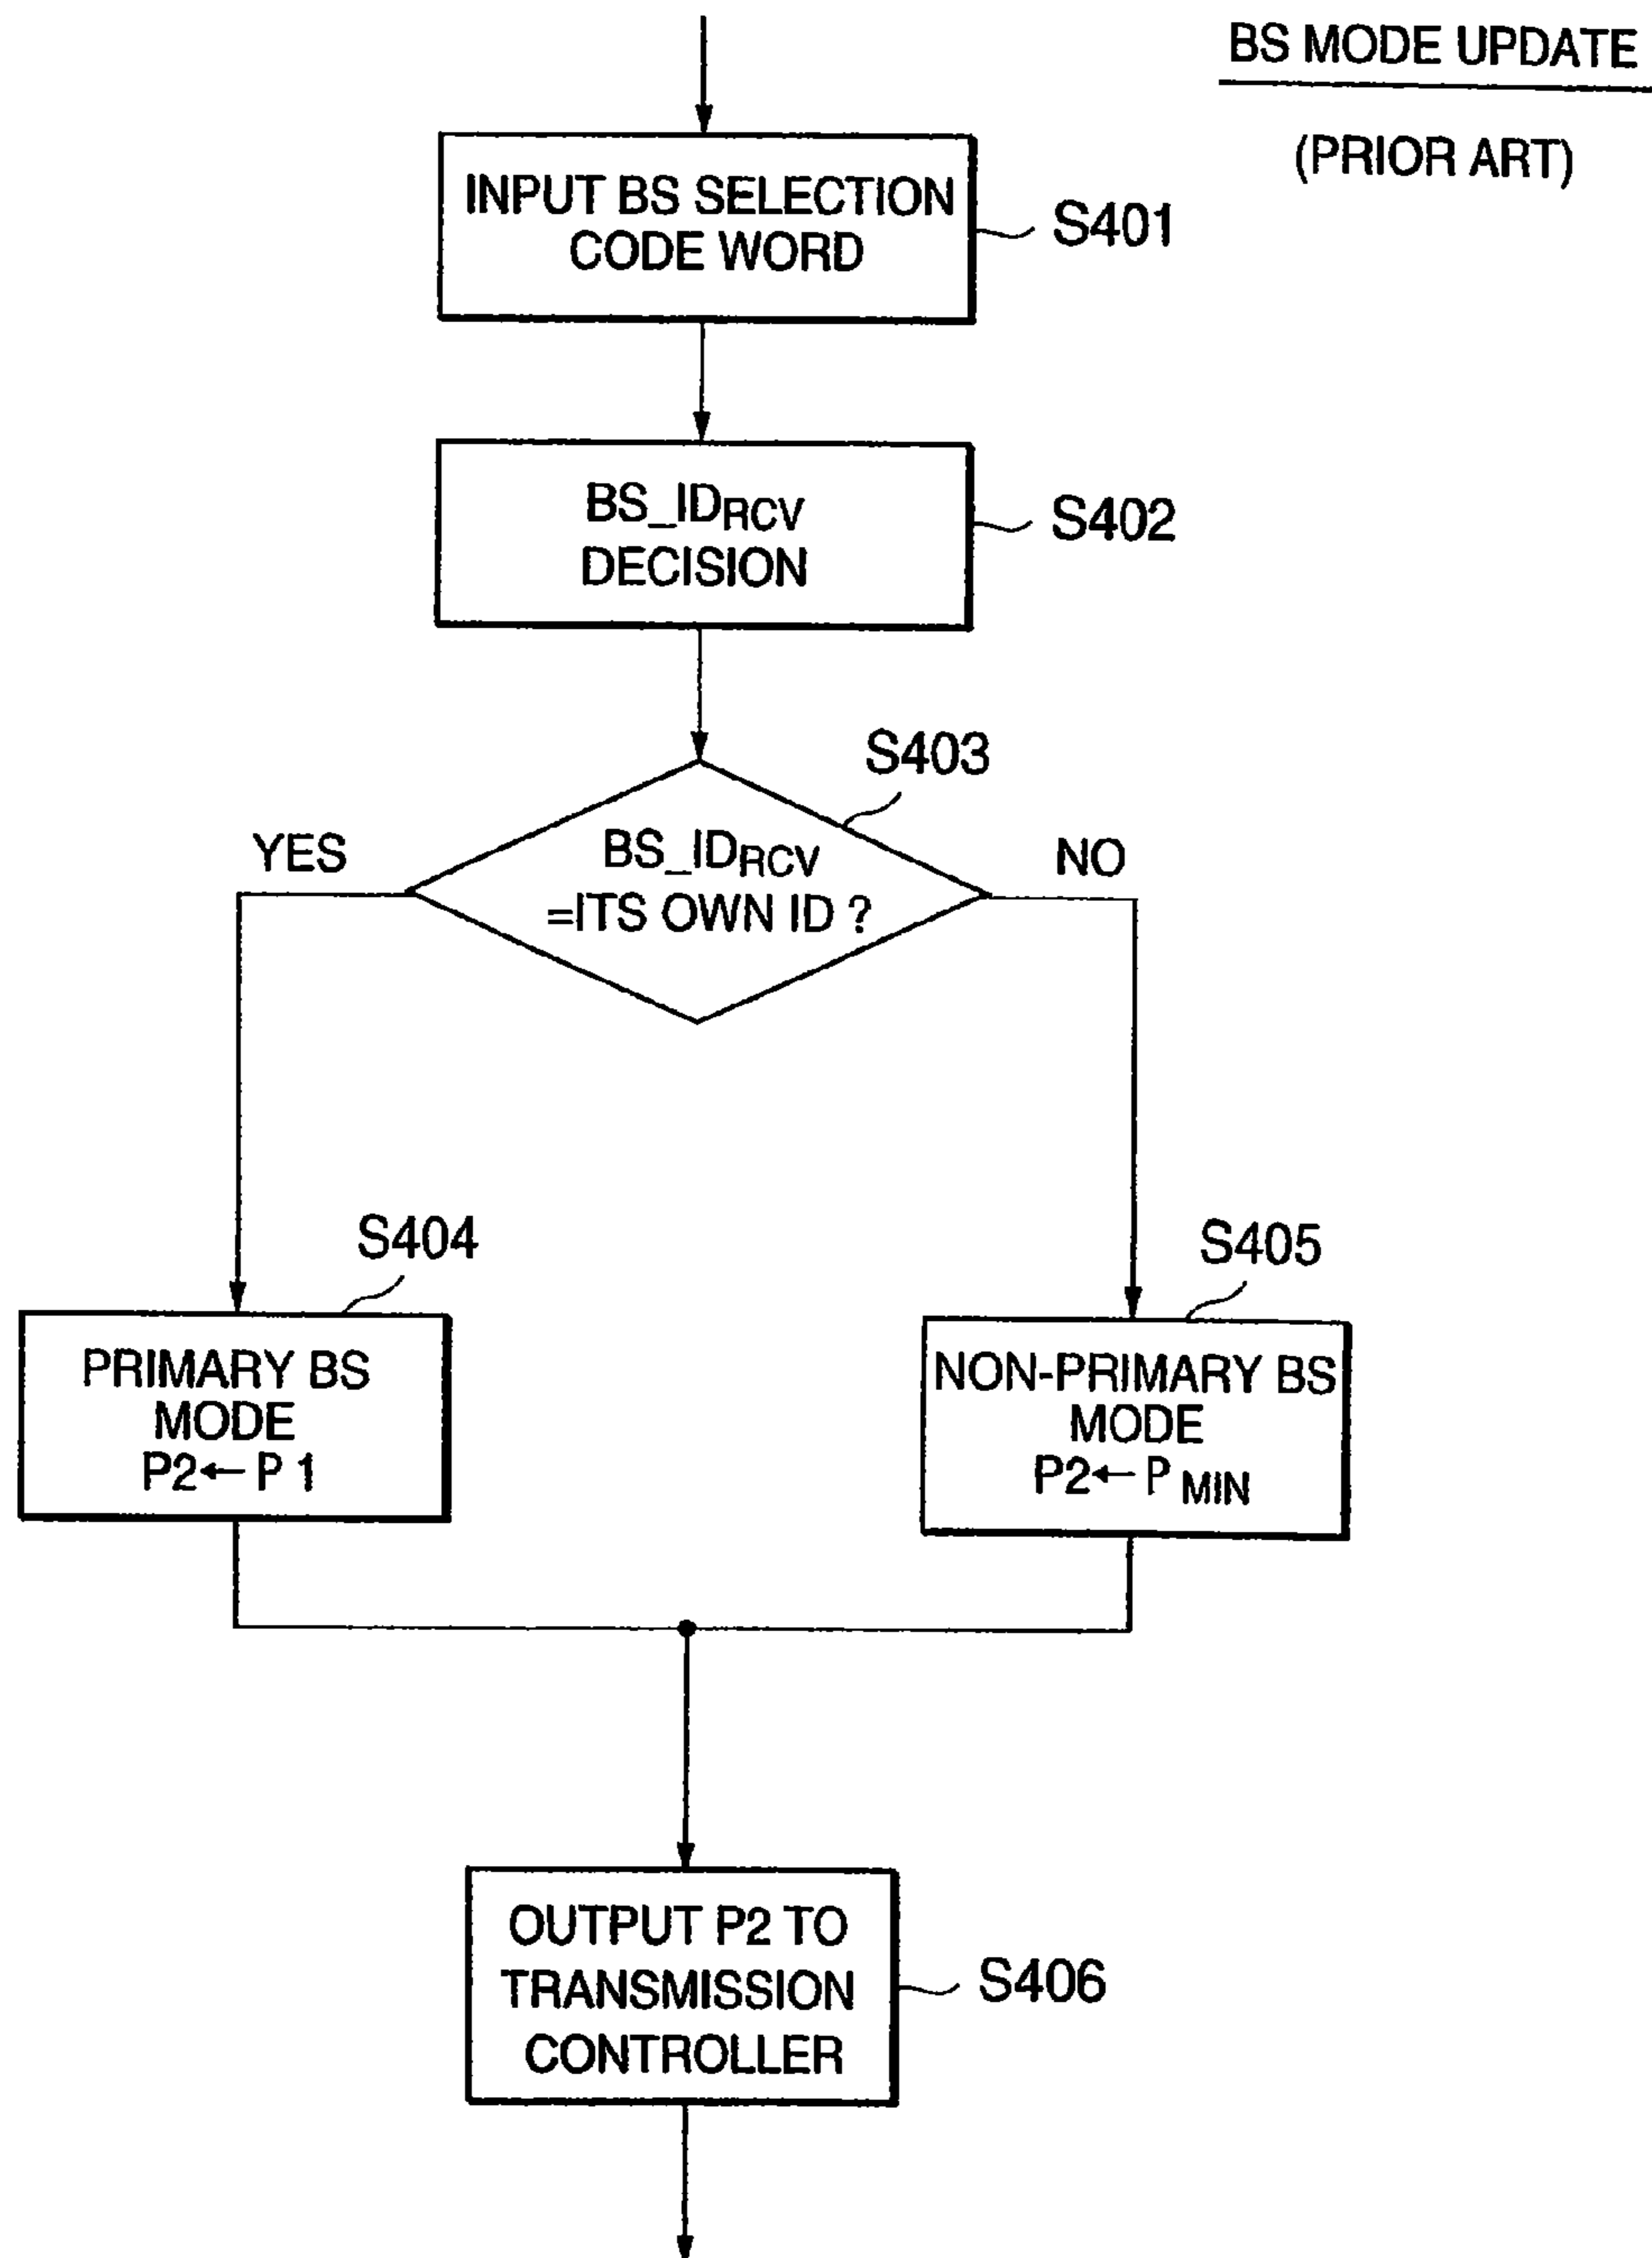 BS MODE UPDATE
(PRIOR ART)
INPUT BS SELECTION
CODE WORD
S401
BS_IDRCV
DECISION
S402
S403
YES
BS_IDRCV
=ITS OWN ID ?
NO
S404
PRIMARY BS
MODE
P2←P 1
S405
NON-PRIMARY BS
MODE
P2←P MIN
OUTPUT P2 TO
TRANSMISSION
CONTROLLER
S406